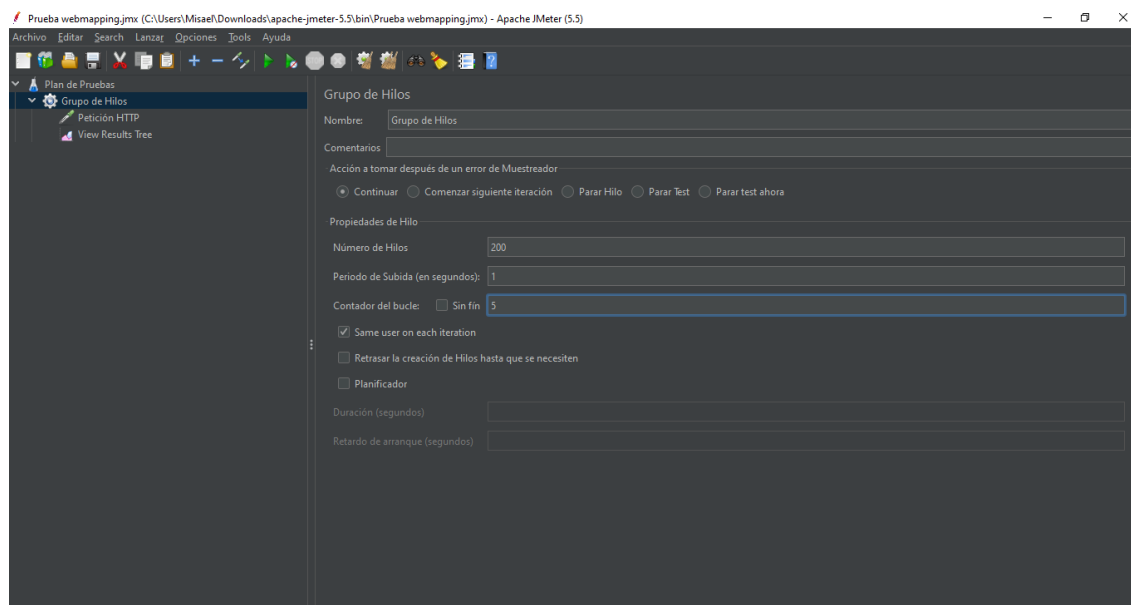 Prueba webmapping.jmx (C:\Users\Misael\Downloads\apache-jmeter-5.5\bin\Prueba webmapping.jmx) - Apache JMeter (5.5)
Archivo Editar Search Lanzar Opciones Tools Ayuda
Plan de Pruebas
Grupo de Hilos
Petición HTTP
View Results Tree
Grupo de Hilos
Nombre: Grupo de Hilos
Comentarios
Acción a tomar después de un error de Muestreador
Continuar Comenzar siguiente iteración Parar Hilo Parar Test Parar test ahora
Propiedades de Hilo
Número de Hilos 200
Periodo de Subida (en segundos): 1
Contador del bucle: Sin fín 5
Same user on each iteration
Retrasar la creación de Hilos hasta que se necesiten
Planificador
Duración (segundos)
Retardo de arranque (segundos)